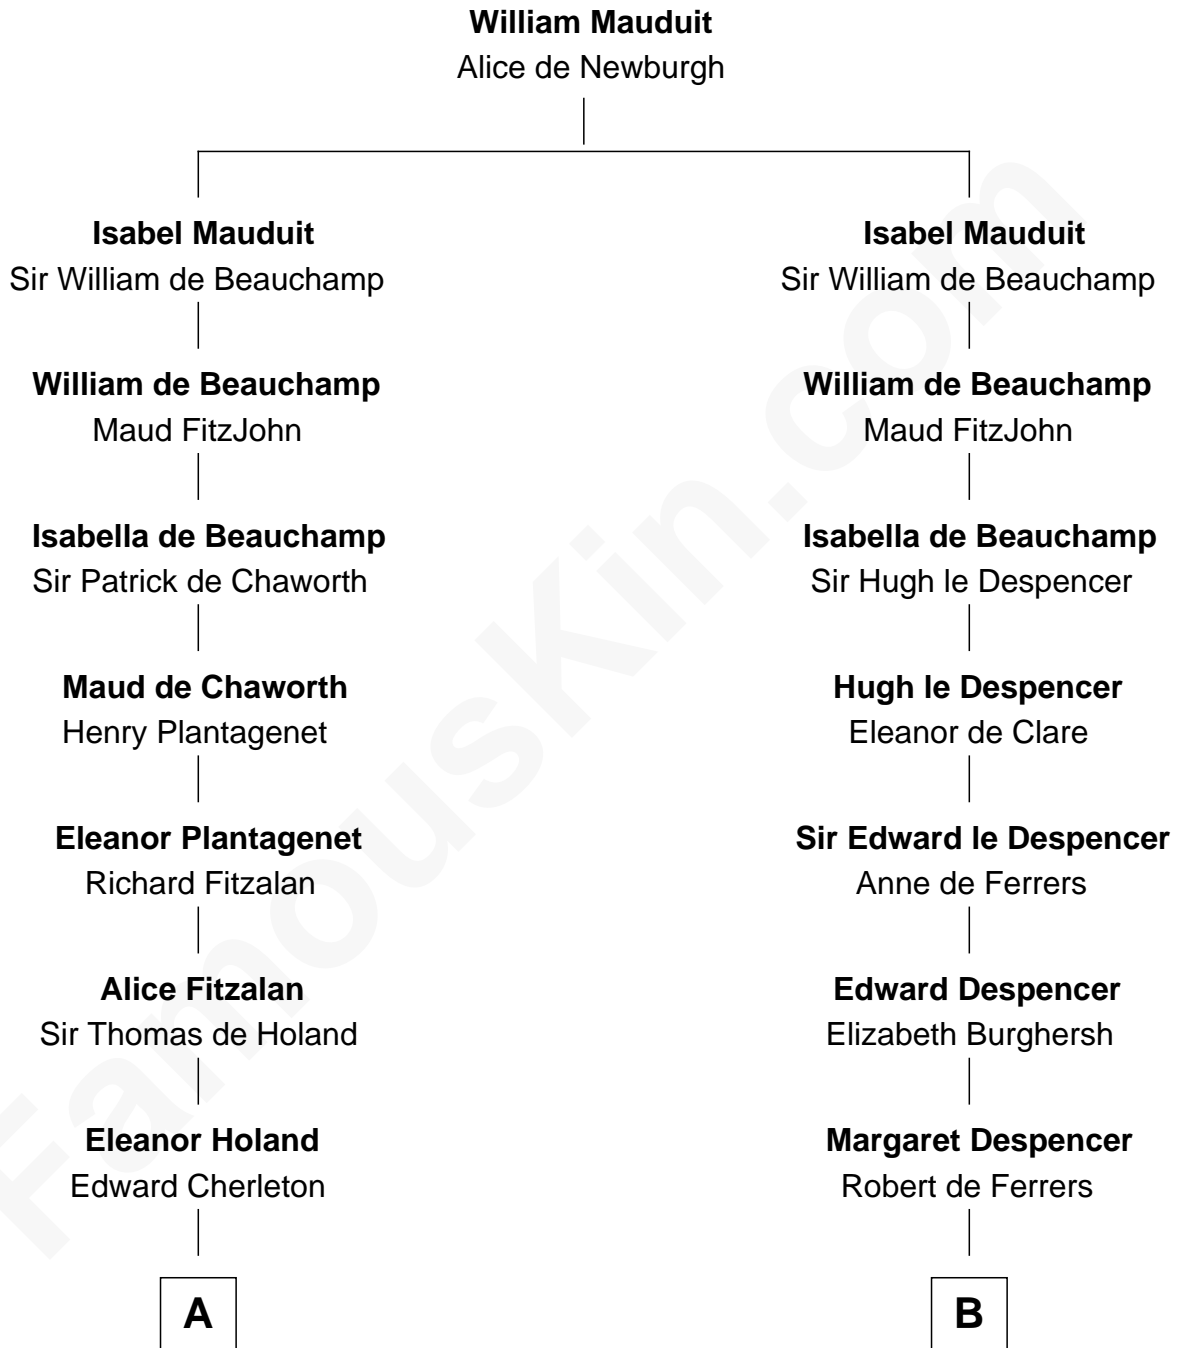 William Mauduit
Alice de Newburgh
Isabel Mauduit
Sir William de Beauchamp
William de Beauchamp
Maud FitzJohn
Isabella de Beauchamp
Sir Patrick de Chaworth
Maud de Chaworth
Henry Plantagenet
Eleanor Plantagenet
Richard Fitzalan
Alice Fitzalan
Sir Thomas de Holand
Eleanor Holand
Edward Cherleton
A
Isabel Mauduit
Sir William de Beauchamp
William de Beauchamp
Maud FitzJohn
Isabella de Beauchamp
Sir Hugh le Despencer
Hugh le Despencer
Eleanor de Clare
Sir Edward le Despencer
Anne de Ferrers
Edward Despencer
Elizabeth Burghersh
Margaret Despencer
Robert de Ferrers
B
FamousKin.com